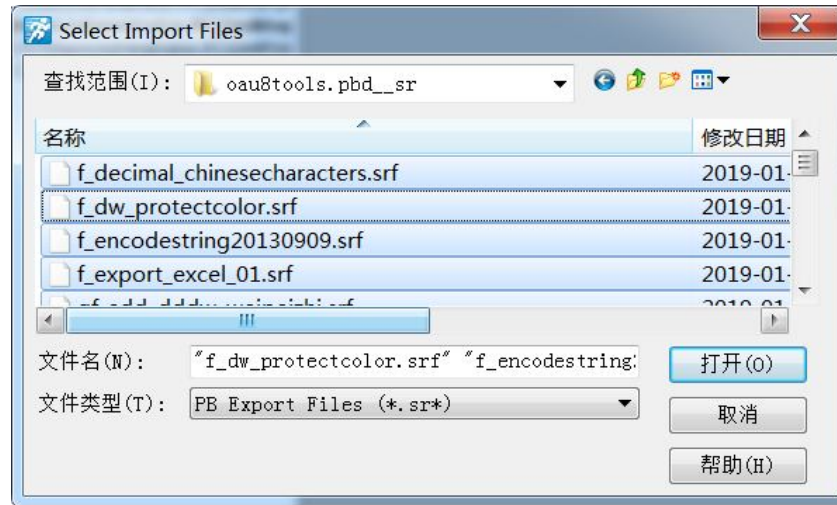 Select Import Files
查找范围(I): oau8tools.pbd__sr
名称 修改日期
f_decimal_chinesecharacters.srf 2019-01-
f_dw_protectcolor.srf 2019-01-
f_encodestring20130909.srf 2019-01-
f_export_excel_01.srf 2019-01-
文件名(N): "f_dw_protectcolor.srf" "f_encodestring
打开(O)
文件类型(T): PB Export Files (*.sr*)
取消
帮助(H)